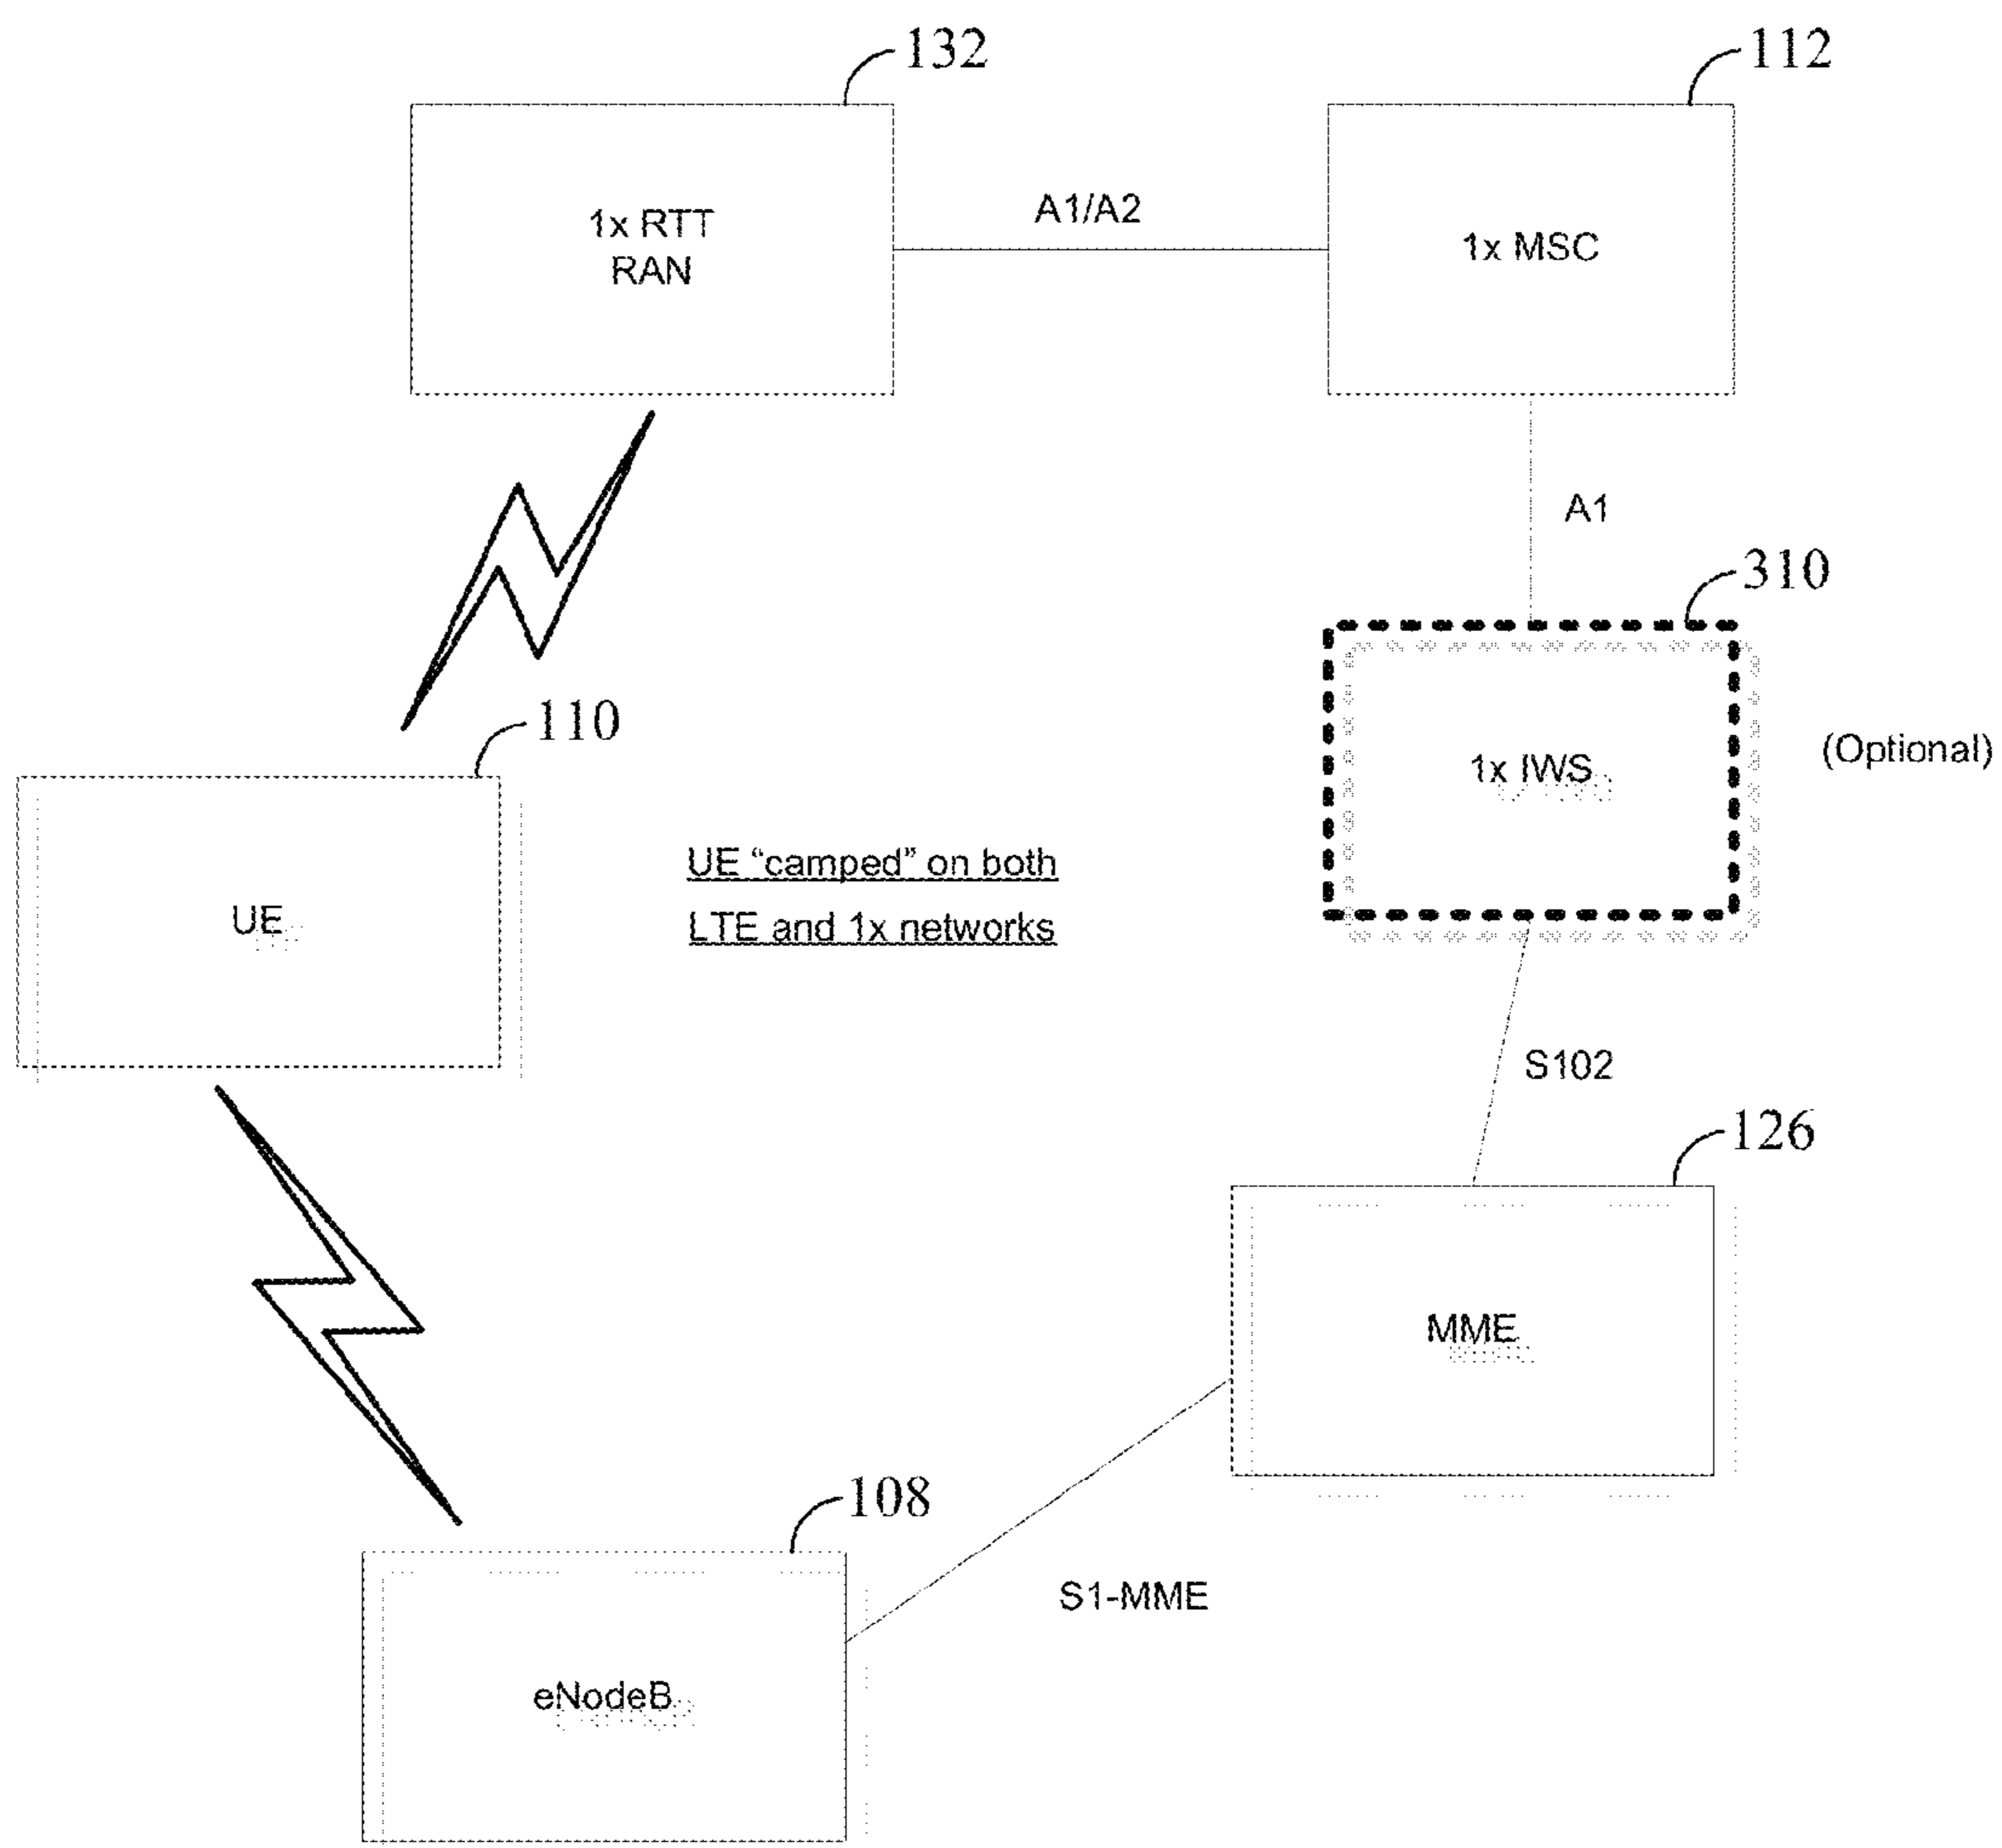 132
112
1x RTT
RAN
A1/A2
1x MSC
A1
310
110
1x IWS
(Optional)
UE
UE “camped” on both
LTE and 1x networks
S102
126
MME
108
S1-MME
eNodeB